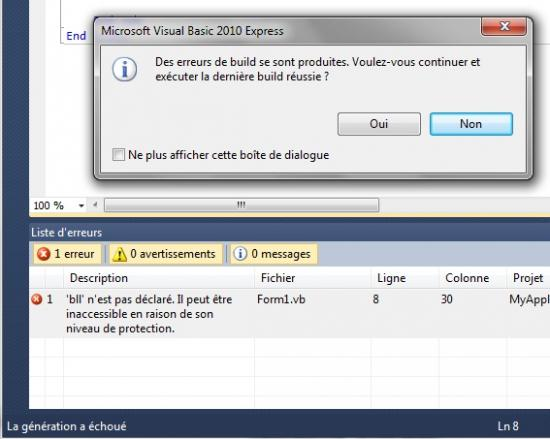 Microsoft Visual Basic 2010 Express
End
Des erreurs de build se sont produites. Voulez-vous continuer et
exécuter la dernière build réussie ?
Oui
Non
Ne plus afficher cette boîte de dialogue
100 %
Liste d'erreurs
1 erreur
0 avertissements
0 messages
Description
Fichier
Ligne
Colonne
Projet
1
'bll' n'est pas déclaré. Il peut être
inaccessible en raison de son
niveau de protection.
Form1.vb
8
30
MyAppl
La génération a échoué
Ln 8